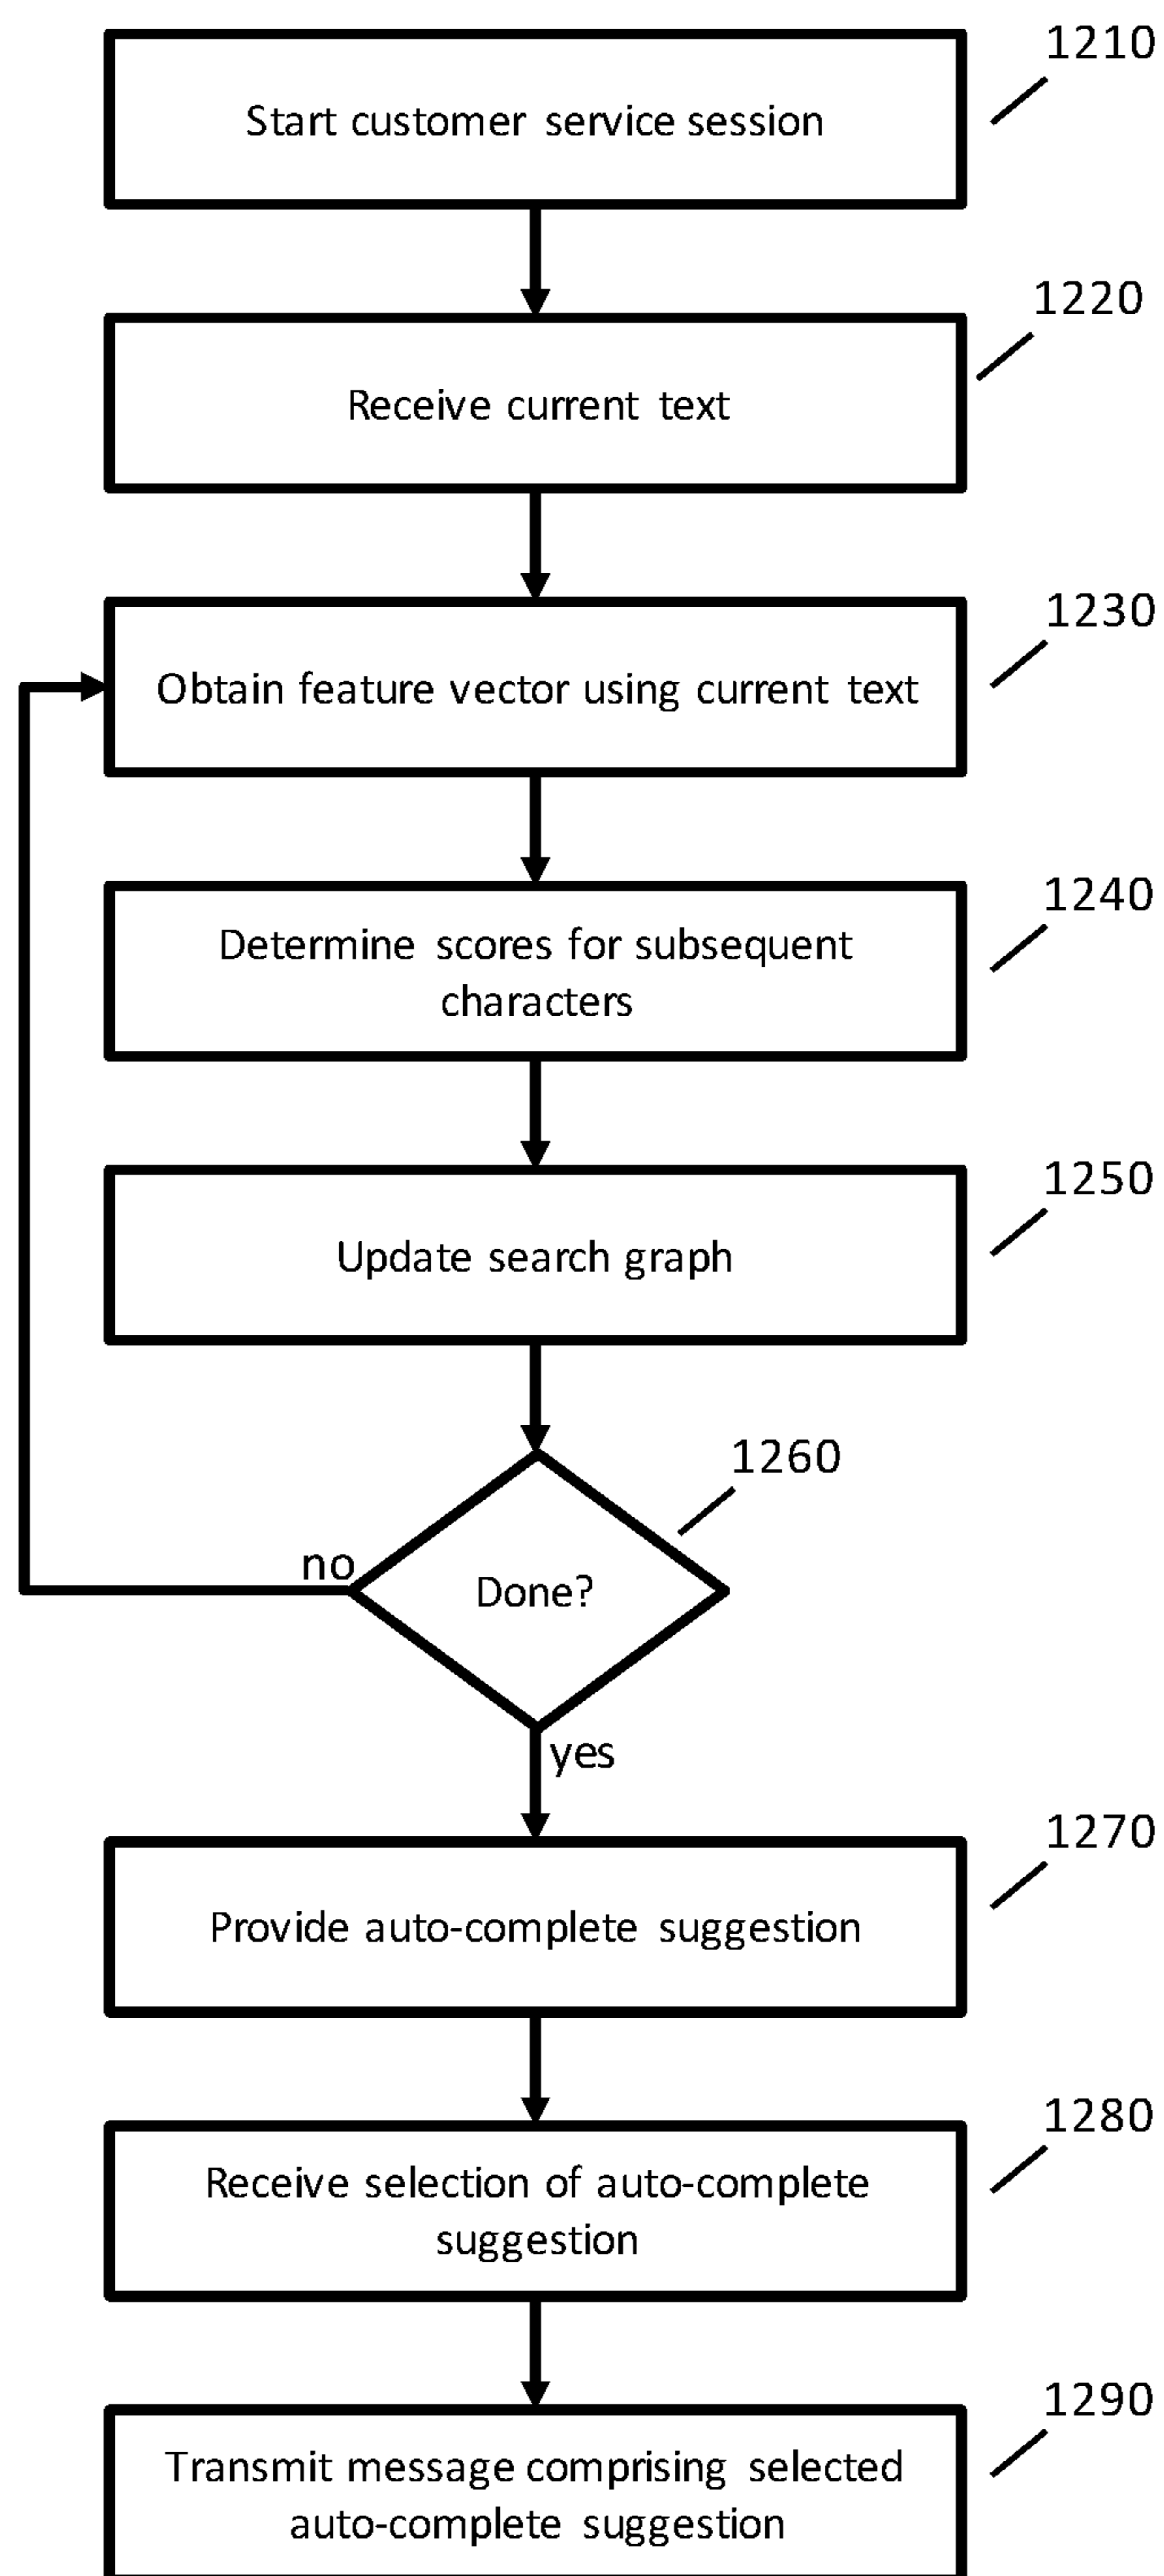 1210
Start customer service session
1220
Receive current text
1230
Obtain feature vector using current text
1240
Determine scores for subsequent
characters
1250
Update search graph
1260
no
Done?
yes
1270
Provide auto-complete suggestion
1280
Receive selection of auto-complete
suggestion
1290
Transmit message comprising selected
auto-complete suggestion